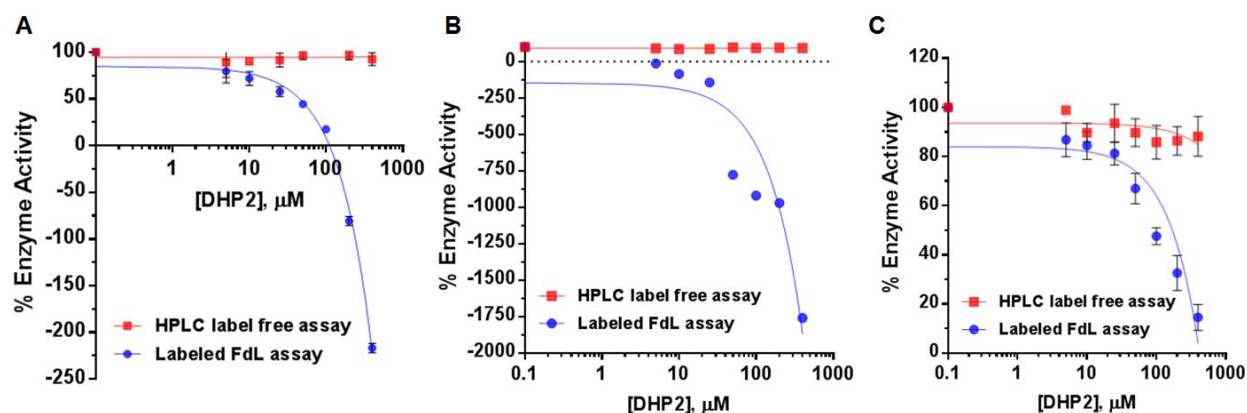 A
% Enzyme Activity
100
50
0
-50
-100
-150
-200
-250
1
10
100
1000
[DHP2], μM
HPLC label free assay
Labeled FdL assay
B
% Enzyme Activity
0
-250
-500
-750
-1000
-1250
-1500
-1750
-2000
0.1
1
10
100
1000
[DHP2], μM
HPLC label free assay
Labeled FdL assay
C
% Enzyme Activity
120
100
80
60
40
20
0
0.1
1
10
100
1000
[DHP2], μM
HPLC label free assay
Labeled FdL assay